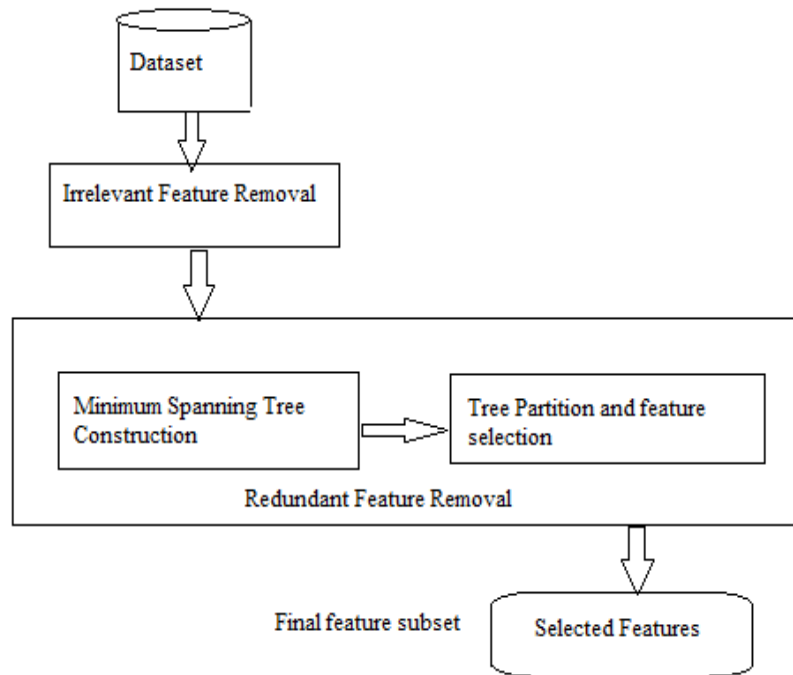 Dataset
Irrelevant Feature Removal
Minimum Spanning Tree
Construction
Tree Partition and feature
selection
Redundant Feature Removal
Final feature subset
Selected Features